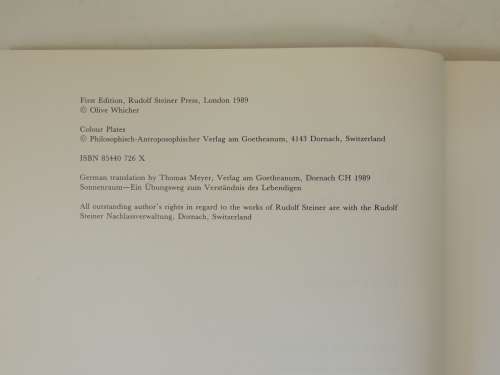 First Edition, Rudolf Steiner Press, London 1989
© Olive Whicher
Colour Plates
© Philosophisch-Antroposophischer Verlag am Goetheanum, 4143 Dornach, Switzerland
ISBN 85440 726 X
German translation by Thomas Meyer, Verlag am Goetheanum, Dornach CH 1989
Sonnenraum—Ein Übungsweg zum Verständnis des Lebendigen
All outstanding author's rights in regard to the works of Rudolf Steiner are with the Rudolf
Steiner Nachlassverwaltung, Dornach, Switzerland